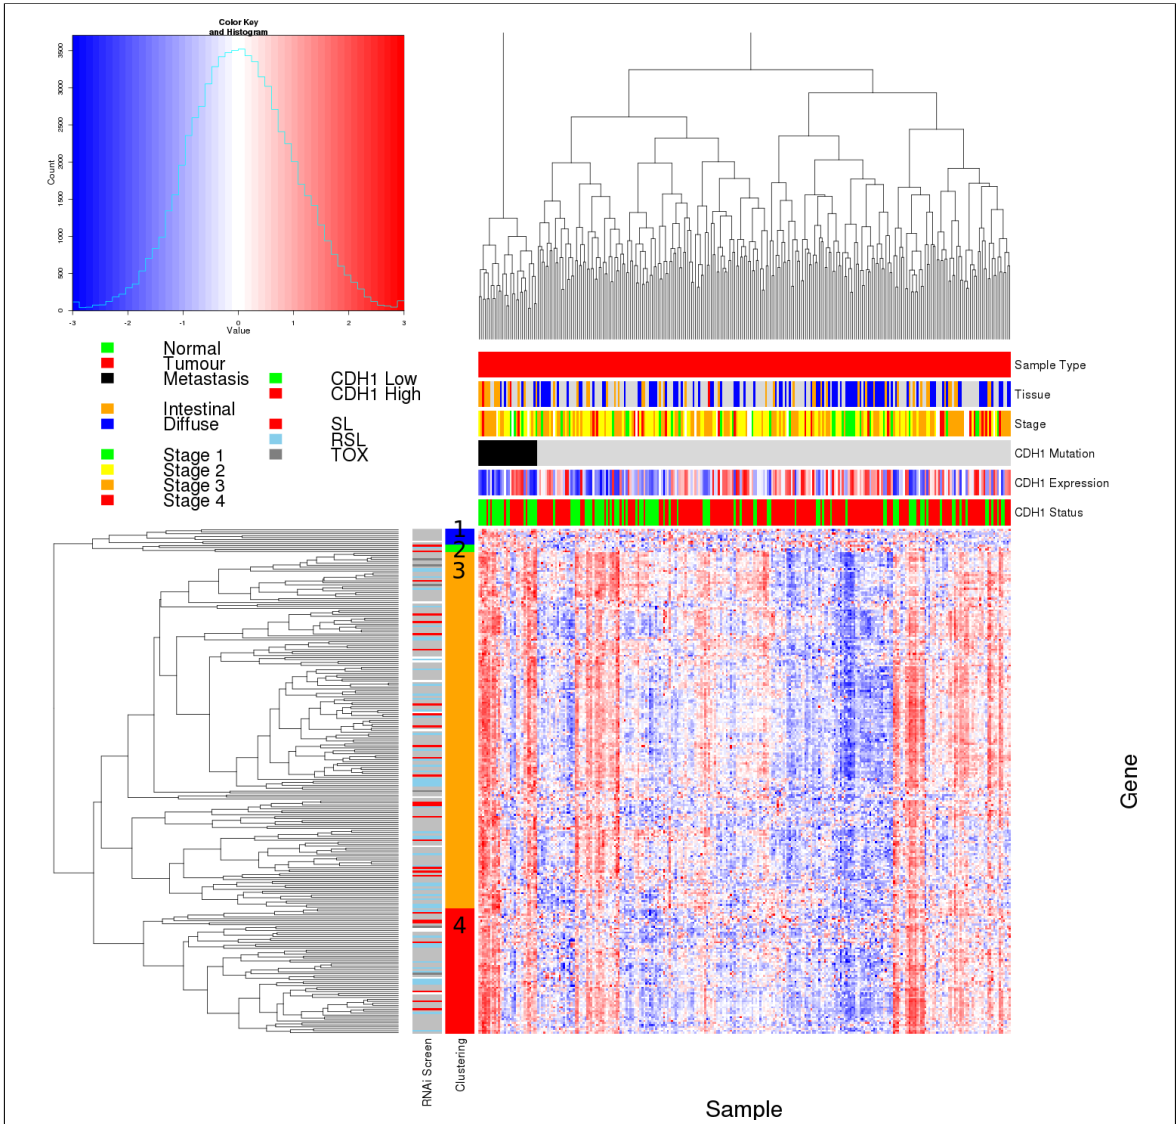 Color Key
and Histogram
Count
3500
3000
2500
2000
1500
1000
500
0
-3 -2 -1 0 1 2 3
Value
Normal
Tumour
Metastasis
Intestinal
Diffuse
Stage 1
Stage 2
Stage 3
Stage 4
CDH1 Low
CDH1 High
SL
RSL
TOX
Sample Type
Tissue
Stage
CDH1 Mutation
CDH1 Expression
CDH1 Status
1
2
3
4
Gene
RNAi Screen
Clustering
Sample